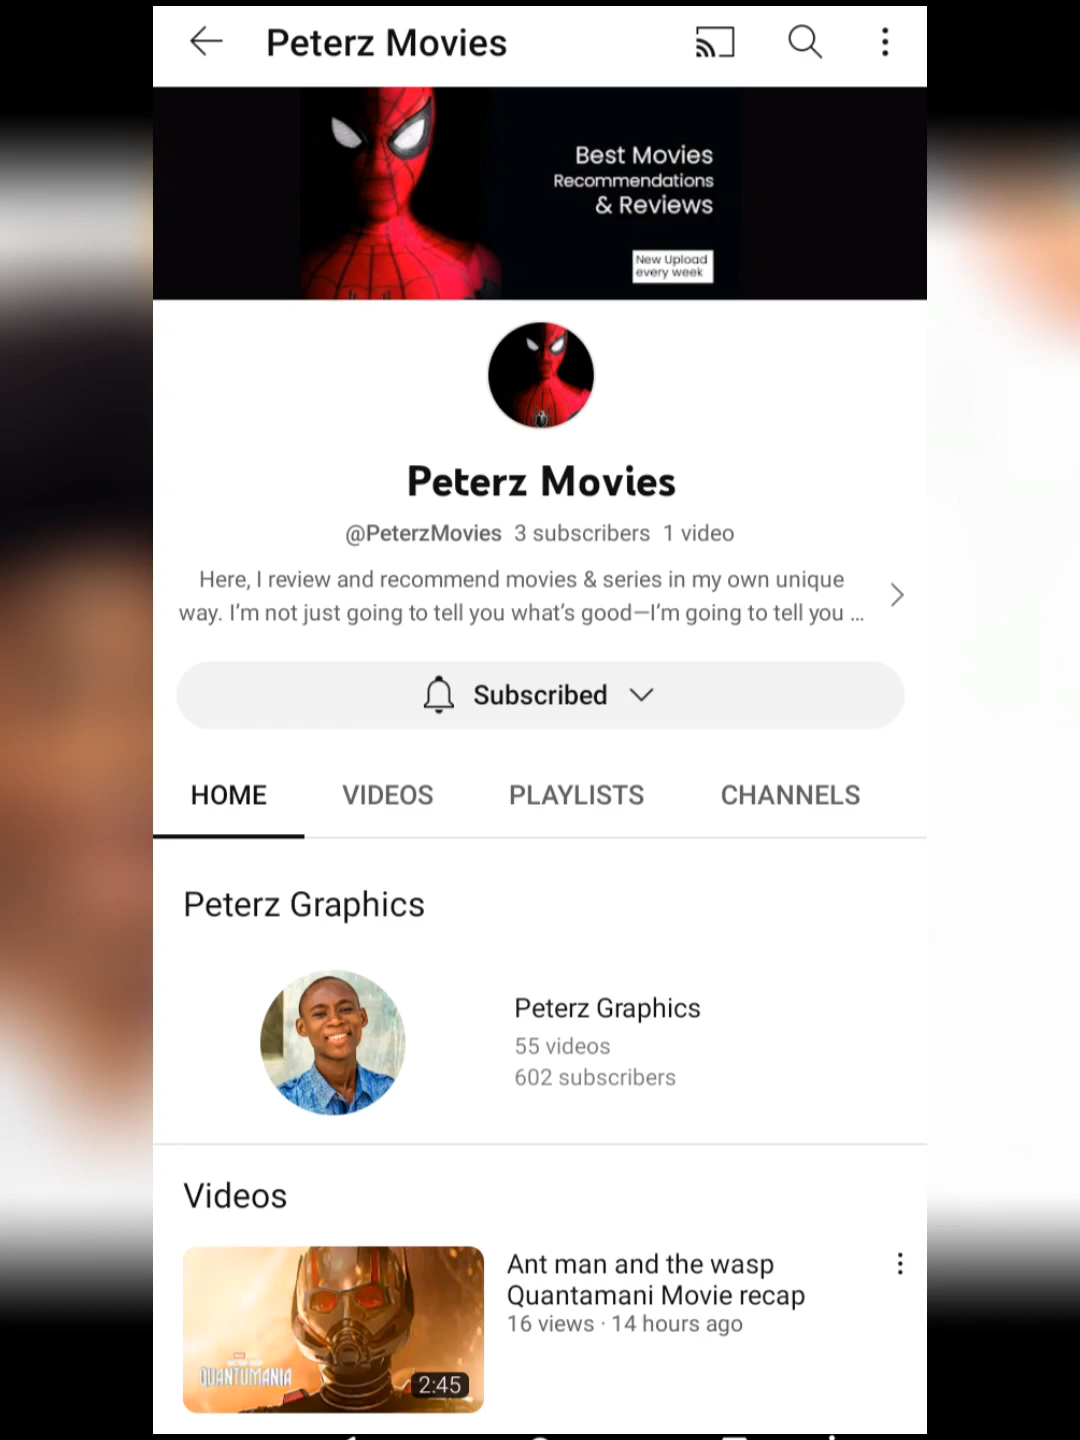 Peterz Movies
Best Movies
Recommendations
& Reviews
New Upload
every week
Peterz Movies
@PeterzMovies 3 subscribers 1 video
Here, I review and recommend movies & series in my own unique
way. I’m not just going to tell you what’s good—I’m going to tell you ...
Subscribed
HOME VIDEOS PLAYLISTS CHANNELS
Peterz Graphics
Peterz Graphics
55 videos
602 subscribers
Videos
Ant man and the wasp
Quantamani Movie recap
16 views · 14 hours ago
QUANTUMANIA
2:45